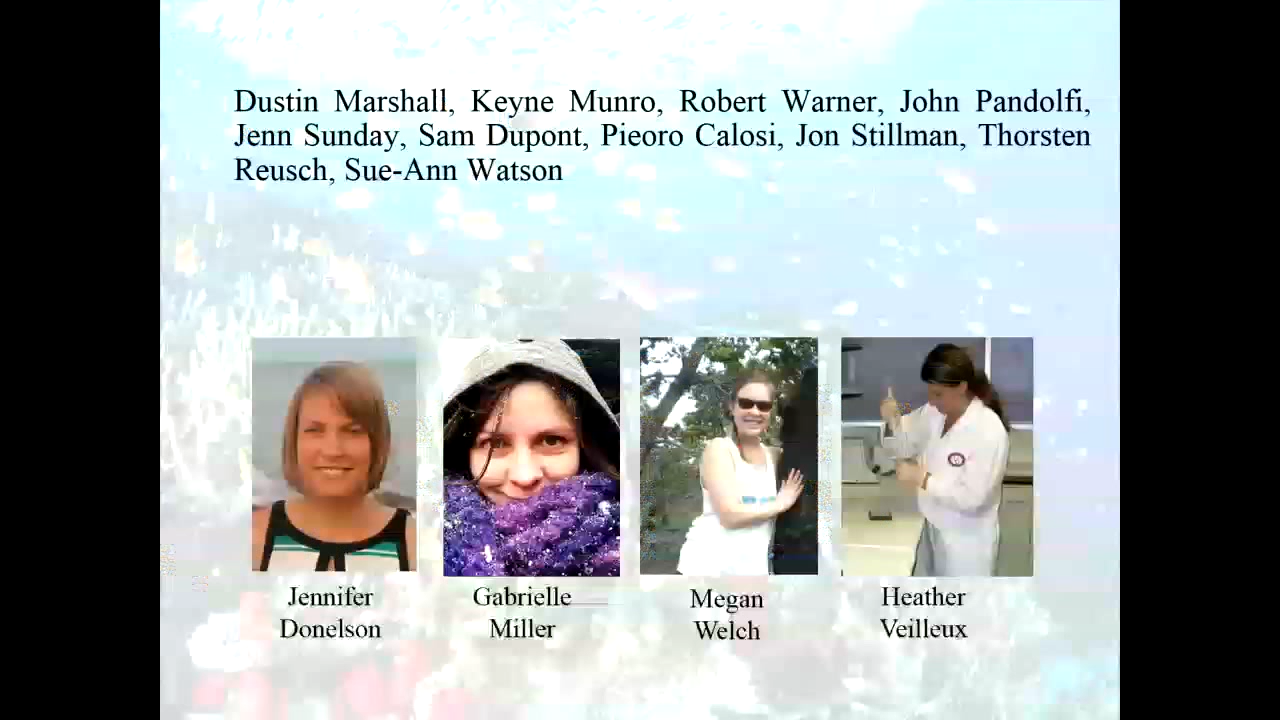 Dustin Marshall, Keyne Munro, Robert Warner, John Pandolfi,
Jenn Sunday, Sam Dupont, Pieoro Calosi, Jon Stillman, Thorsten
Reusch, Sue-Ann Watson
Jennifer
Donelson
Gabrielle
Miller
Megan
Welch
Heather
Veilleux